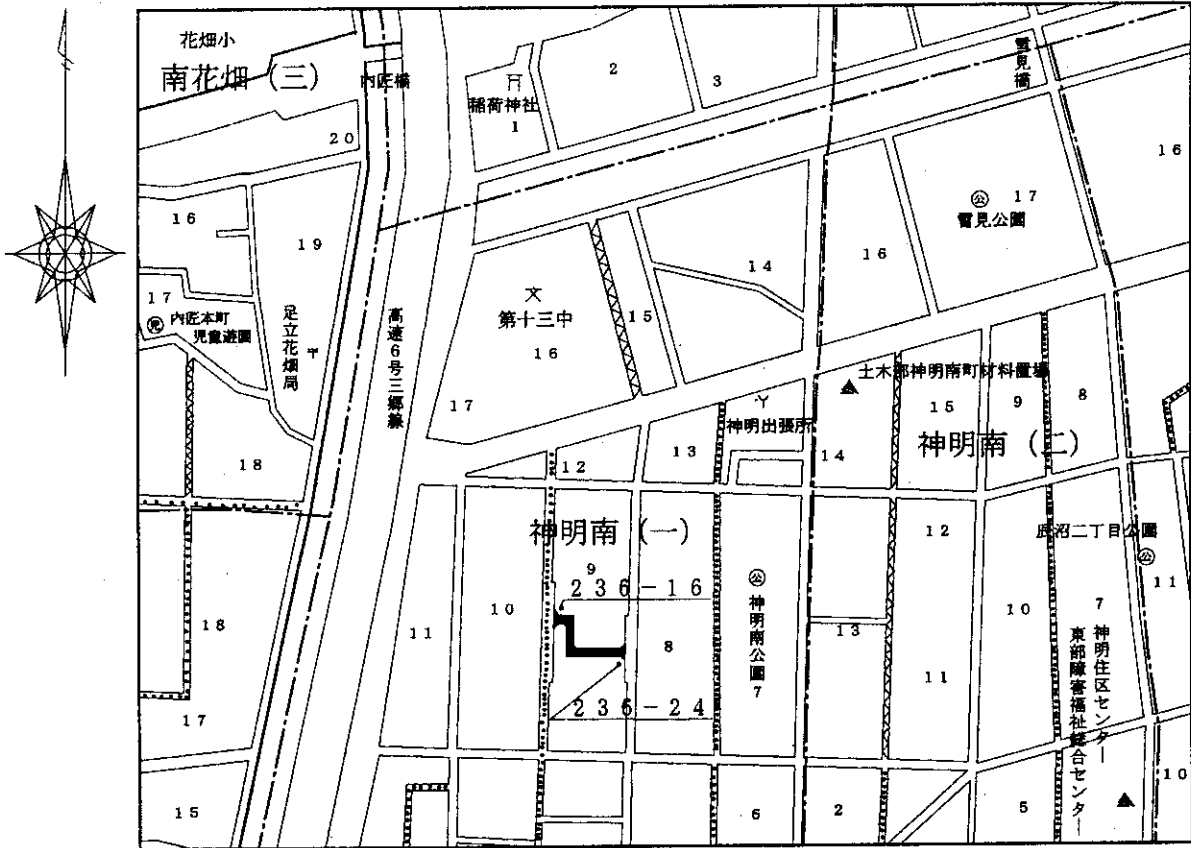 花畑小
南花畑（三）
内匠橋
稲荷神社
1
2
3
雪見橋
16
20
16
19
17
内匠本町
児童遊園
足立花畑局
〒
高速6号三郷線
文
第十三中
16
15
14
16
公 17
雪見公園
17
18
土木部神明南町材料置場
神明出張所
15
9
8
神明南（二）
12
13
14
神明南（一）
9
236-16
236-24
10
11
8
公
神明南公園
7
12
辰沼二丁目公園
公
11
13
10
7
神明住区センター
東部障害福祉総合センター
11
18
17
15
6
2
5
10